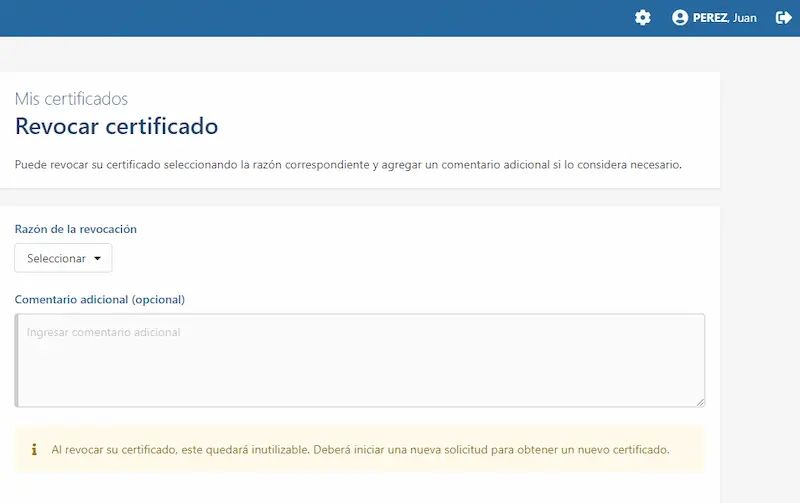 PEREZ, Juan
Mis certificados
Revocar certificado
Puede revocar su certificado seleccionando la razón correspondiente y agregar un comentario adicional si lo considera necesario.
Razón de la revocación
Seleccionar
Comentario adicional (opcional)
Ingresar comentario adicional
Al revocar su certificado, este quedará inutilizable. Deberá iniciar una nueva solicitud para obtener un nuevo certificado.